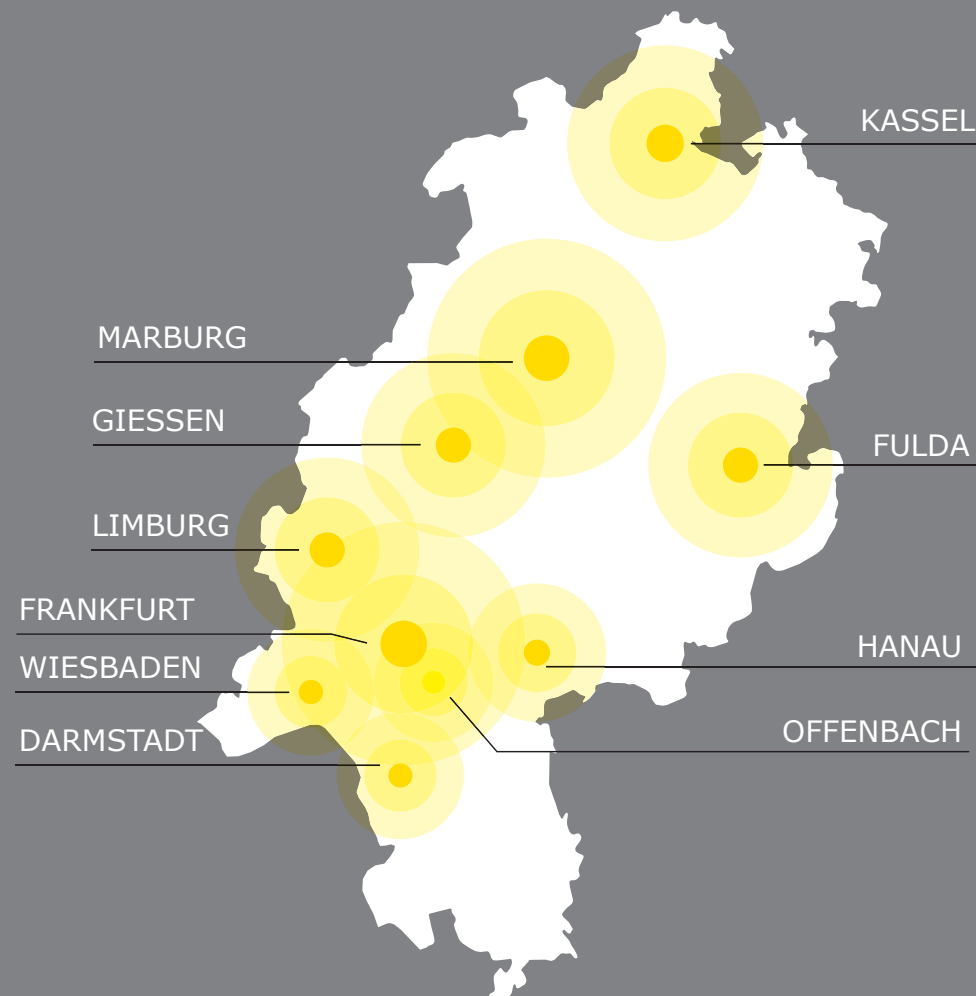 KASSEL
MARBURG
GIESSEN
FULDA
LIMBURG
FRANKFURT
HANAU
WIESBADEN
OFFENBACH
DARMSTADT